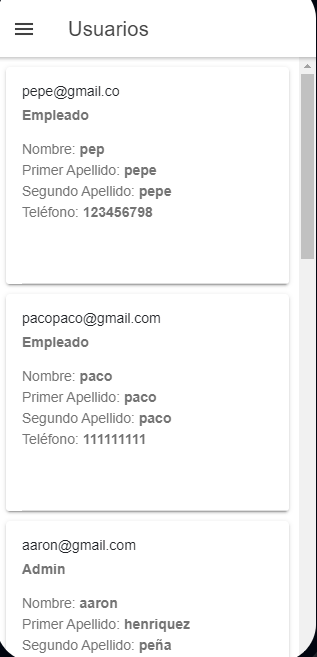 Usuarios
pepe@gmail.co
Empleado
Nombre: pep
Primer Apellido: pepe
Segundo Apellido: pepe
Teléfono: 123456798
pacopaco@gmail.com
Empleado
Nombre: paco
Primer Apellido: paco
Segundo Apellido: paco
Teléfono: 111111111
aaron@gmail.com
Admin
Nombre: aaron
Primer Apellido: henriquez
Segundo Apellido: peña